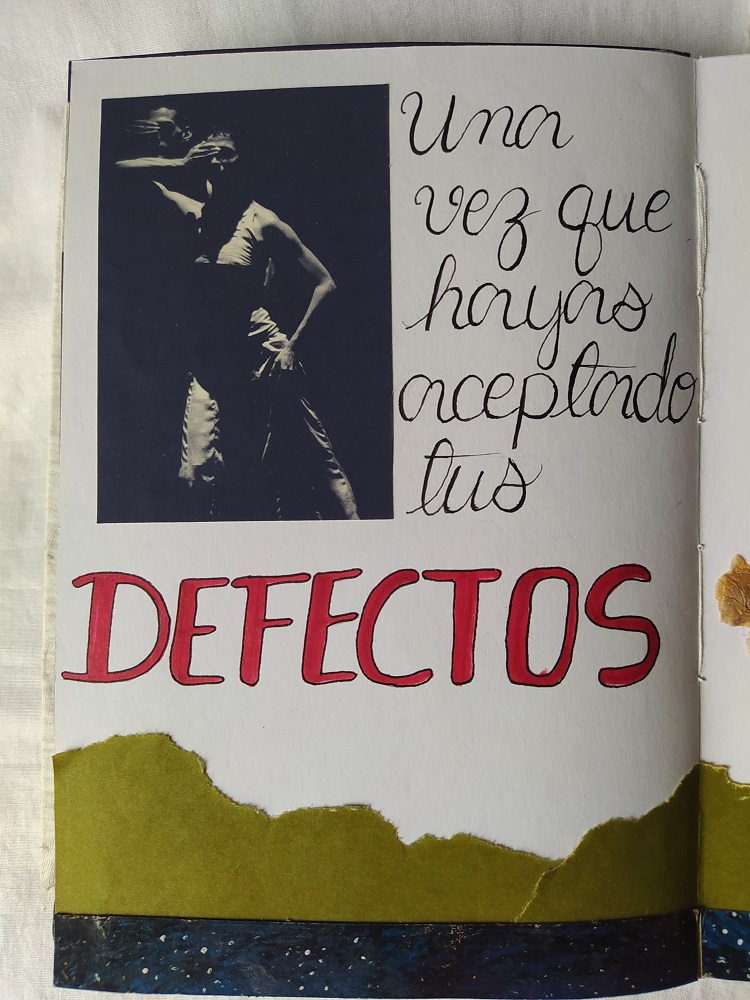 Una
vez que
hayas
aceptado
tus
DEFECTOS